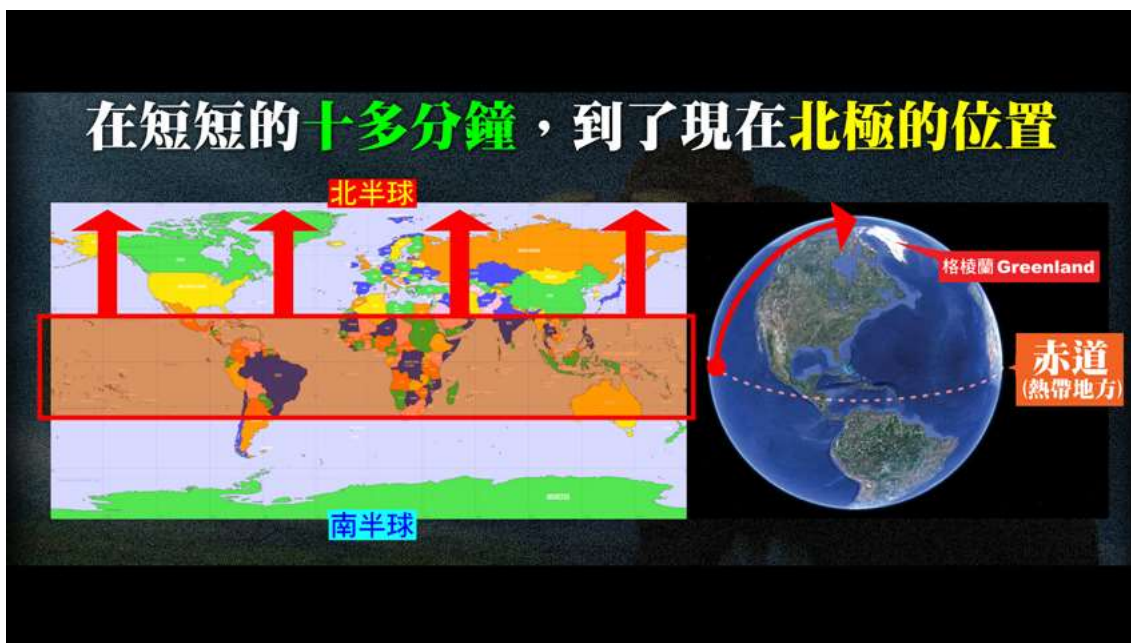 在短短的十多分鐘，到了現在北極的位置
北半球
格棱蘭 Greenland
赤道
(熱帶地方)
南半球